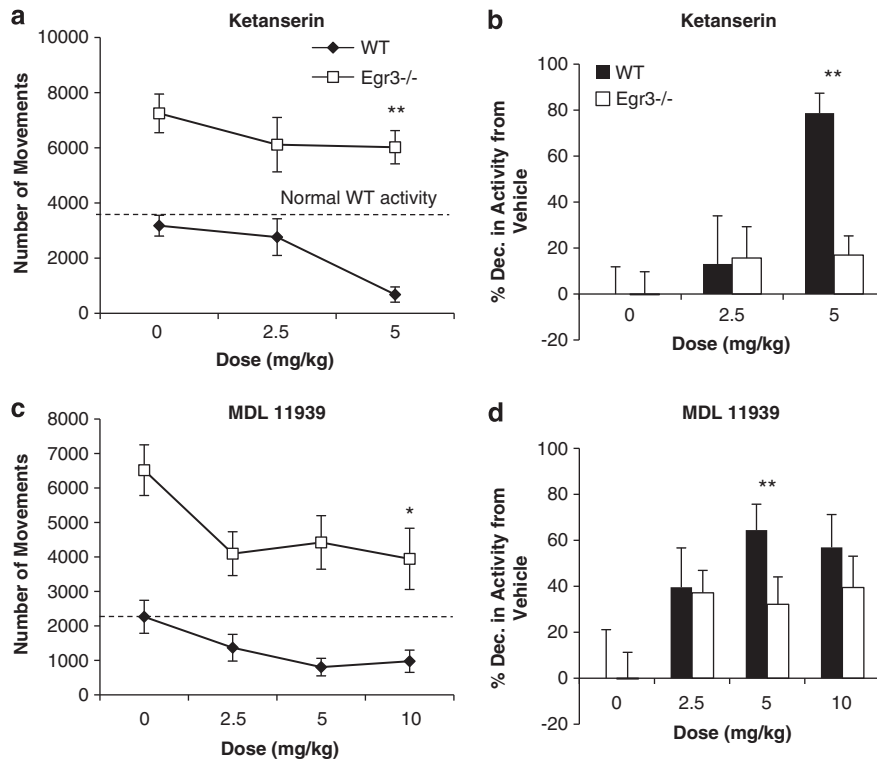 a
Ketanserin
10000
8000
6000
4000
2000
0
Number of Movements
WT
Egr3-/-
**
Normal WT activity
0 2.5 5
Dose (mg/kg)
b
Ketanserin
100
80
60
40
20
0
-20
% Dec. in Activity from
Vehicle
WT
Egr3-/-
**
0 2.5 5
Dose (mg/kg)
c
MDL 11939
8000
7000
6000
5000
4000
3000
2000
1000
0
Number of Movements
*
0 2.5 5 10
Dose (mg/kg)
d
MDL 11939
100
80
60
40
20
0
-20
% Dec. in Activity from
Vehicle
**
0 2.5 5 10
Dose (mg/kg)